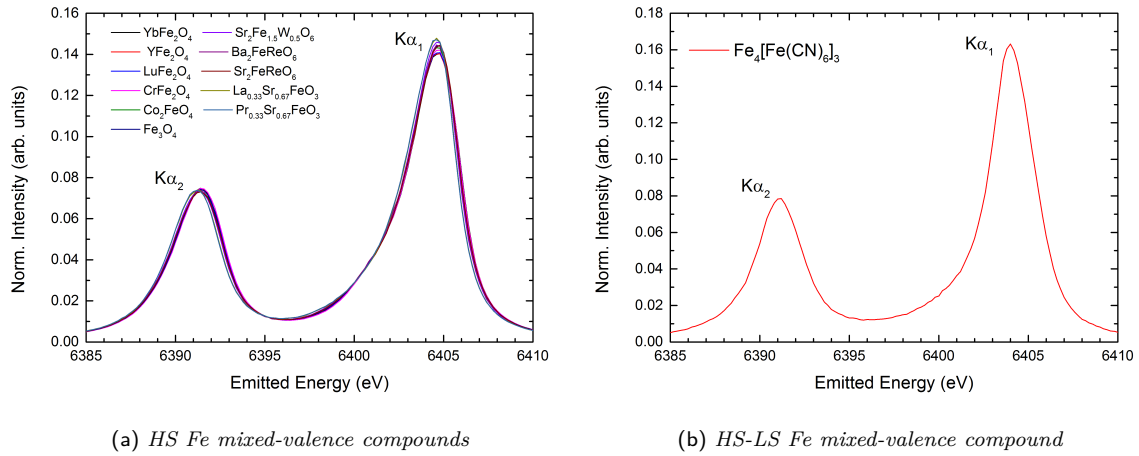 YbFe₂O₄
YFe₂O₄
LuFe₂O₄
CrFe₂O₄
Co₂FeO₄
Fe₃O₄
Sr₂Fe₁.₅W₀.₅O₆
Ba₂FeReO₆
Sr₂FeReO₆
La₀.₃₃Sr₀.₆₇FeO₃
Pr₀.₃₃Sr₀.₆₇FeO₃
Kα₁
Kα₂
0.16
0.14
0.12
0.10
0.08
0.06
0.04
0.02
0.00
Norm. Intensity (arb. units)
6385 6390 6395 6400 6405 6410
Emitted Energy (eV)
(a) HS Fe mixed-valence compounds
Fe₄[Fe(CN)₆]₃
Kα₁
Kα₂
0.18
0.16
0.14
0.12
0.10
0.08
0.06
0.04
0.02
0.00
Norm. Intensity (arb. units)
6385 6390 6395 6400 6405 6410
Emitted Energy (eV)
(b) HS-LS Fe mixed-valence compound